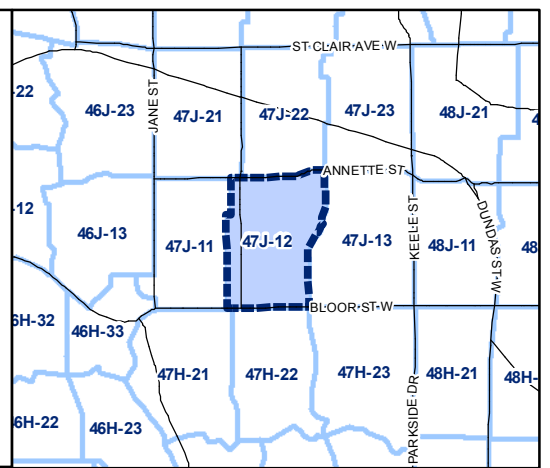 ST CLAIR AVE W
-22
46J-23
JANE ST
47J-21
47J-22
47J-23
48J-21
4
ANNETTE ST
-12
46J-13
47J-11
47J-12
47J-13
KEELE ST
48J-11
DUNDAS ST W
48
BLOOR ST W
6H-32
46H-33
47H-21
47H-22
47H-23
48H-21
48H-
6H-22
46H-23
PARKSIDE DR